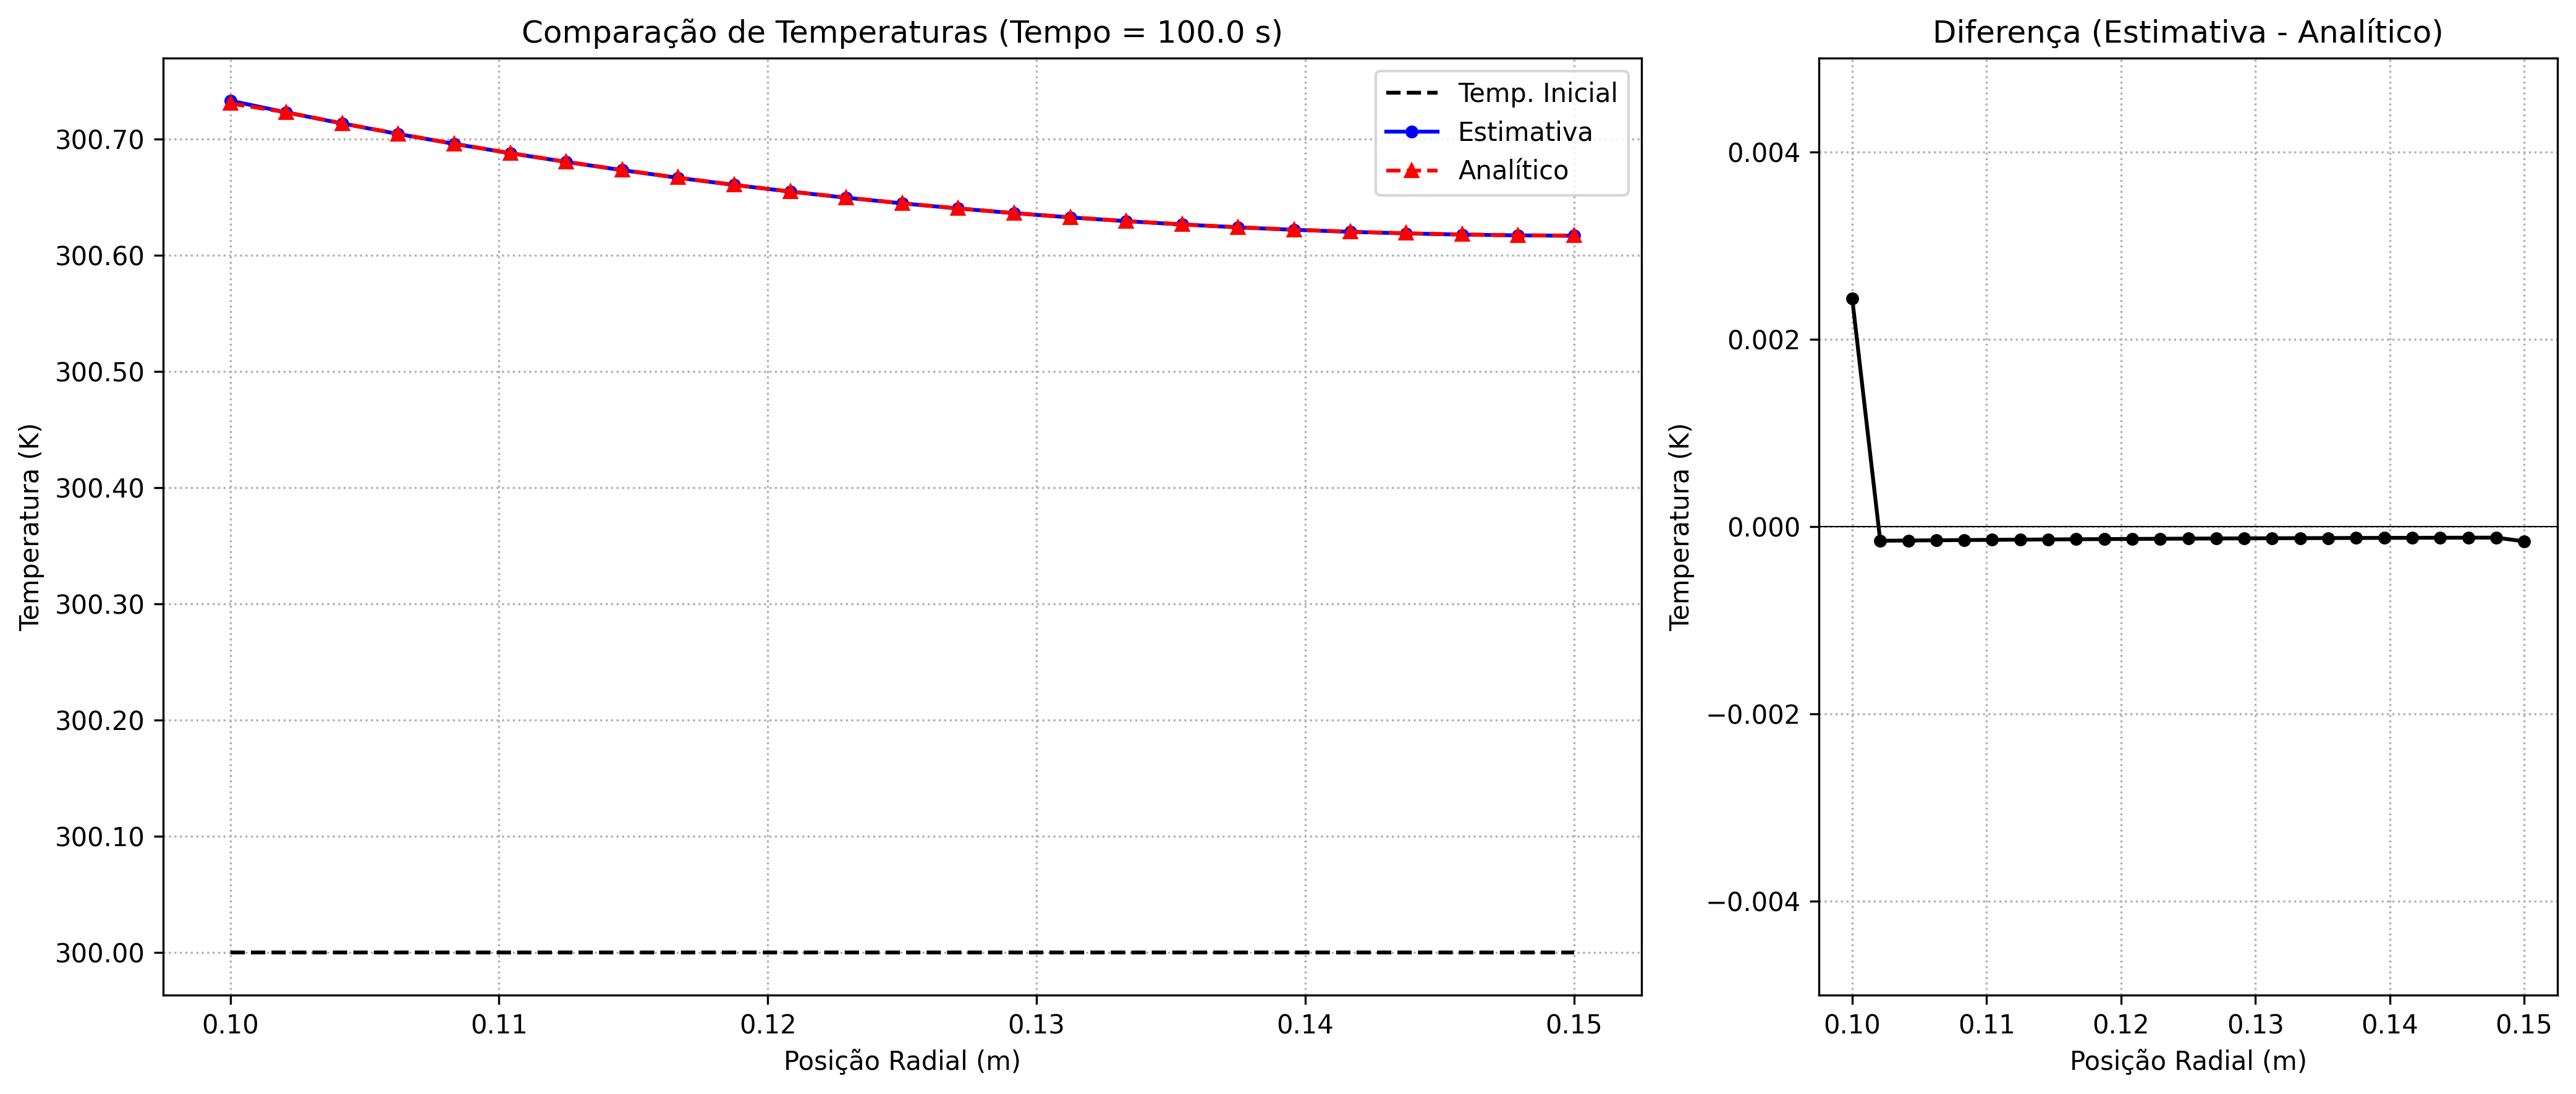 Comparação de Temperaturas (Tempo = 100.0 s)
Temp. Inicial
Estimativa
Analítico
Temperatura (K)
300.70
300.60
300.50
300.40
300.30
300.20
300.10
300.00
0.10
0.11
0.12
0.13
0.14
0.15
Posição Radial (m)
Diferença (Estimativa - Analítico)
Temperatura (K)
0.004
0.002
0.000
−0.002
−0.004
0.10
0.11
0.12
0.13
0.14
0.15
Posição Radial (m)